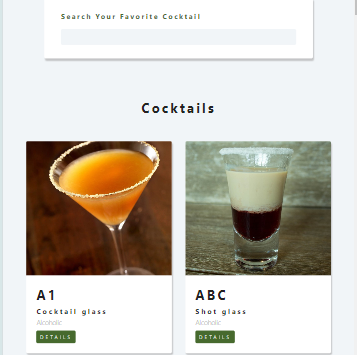 Search Your Favorite Cocktail
Cocktails
A1
Cocktail glass
Alcoholic
DETAILS
ABC
Shot glass
Alcoholic
DETAILS